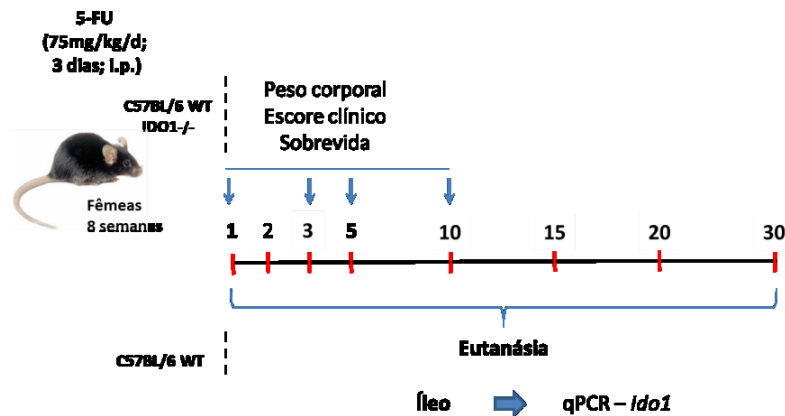 5-FU
(75mg/kg/d;
3 dias; i.p.)
C57BL/6 WT
IDO1-/-
Peso corporal
Escore clínico
Sobrevida
Fêmeas
8 semanas
1 2 3 5 10 15 20 30
Eutanásia
C57BL/6 WT
Íleo qPCR – Ido1